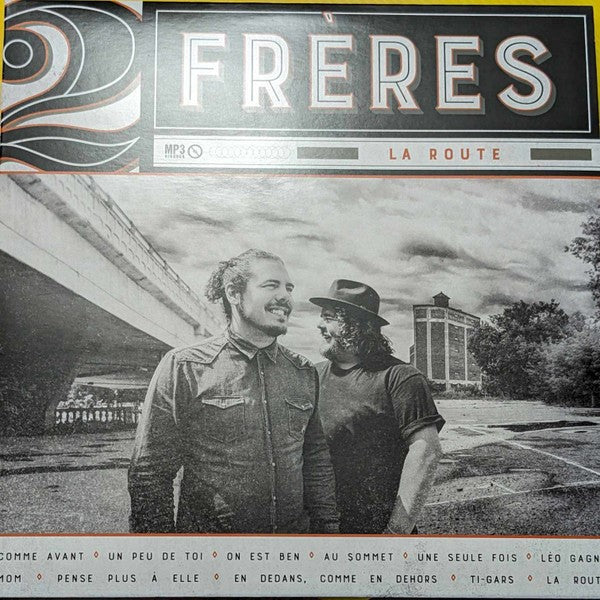 2
FRÈRES
MP3
LA ROUTE
COMME AVANT ◊ UN PEU DE TOI ◊ ON EST BEN ◊ AU SOMMET ◊ UNE SEULE FOIS ◊ LÉO GAGN
MOM ◊ PENSE PLUS À ELLE ◊ EN DEDANS, COMME EN DEHORS ◊ TI-GARS ◊ LA ROUT